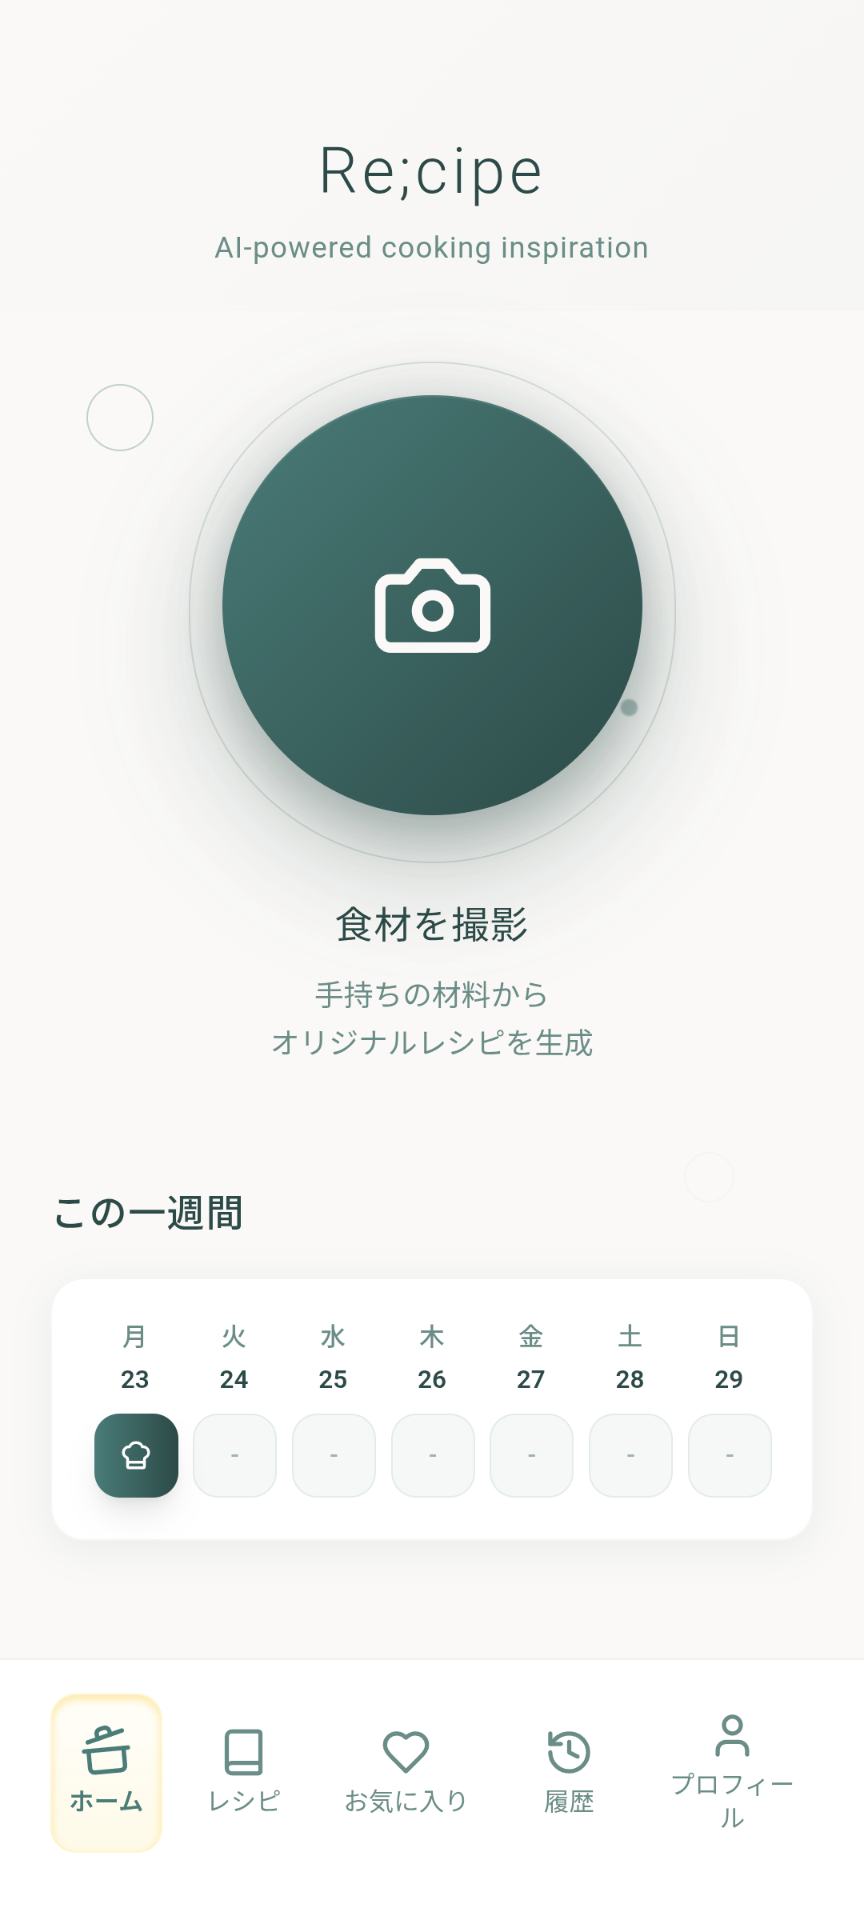 Re;cipe
AI-powered cooking inspiration
食材を撮影
手持ちの材料から
オリジナルレシピを生成
この一週間
月 火 水 木 金 土 日
23 24 25 26 27 28 29
- - - - - -
ホーム レシピ お気に入り 履歴 プロフィー
ル